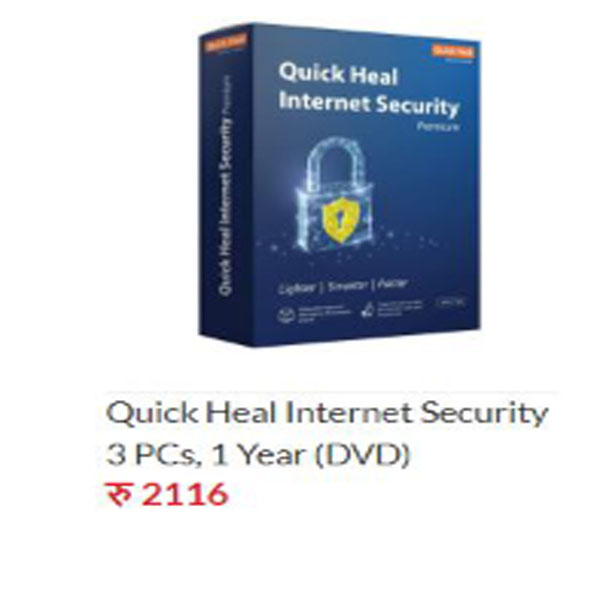 Quick Heal
Quick Heal
Internet Security
Premium
Quick Heal Internet Security Premium
Lighter | Smarter | Faster
Quick Heal Internet Security
3 PCs, 1 Year (DVD)
रु 2116